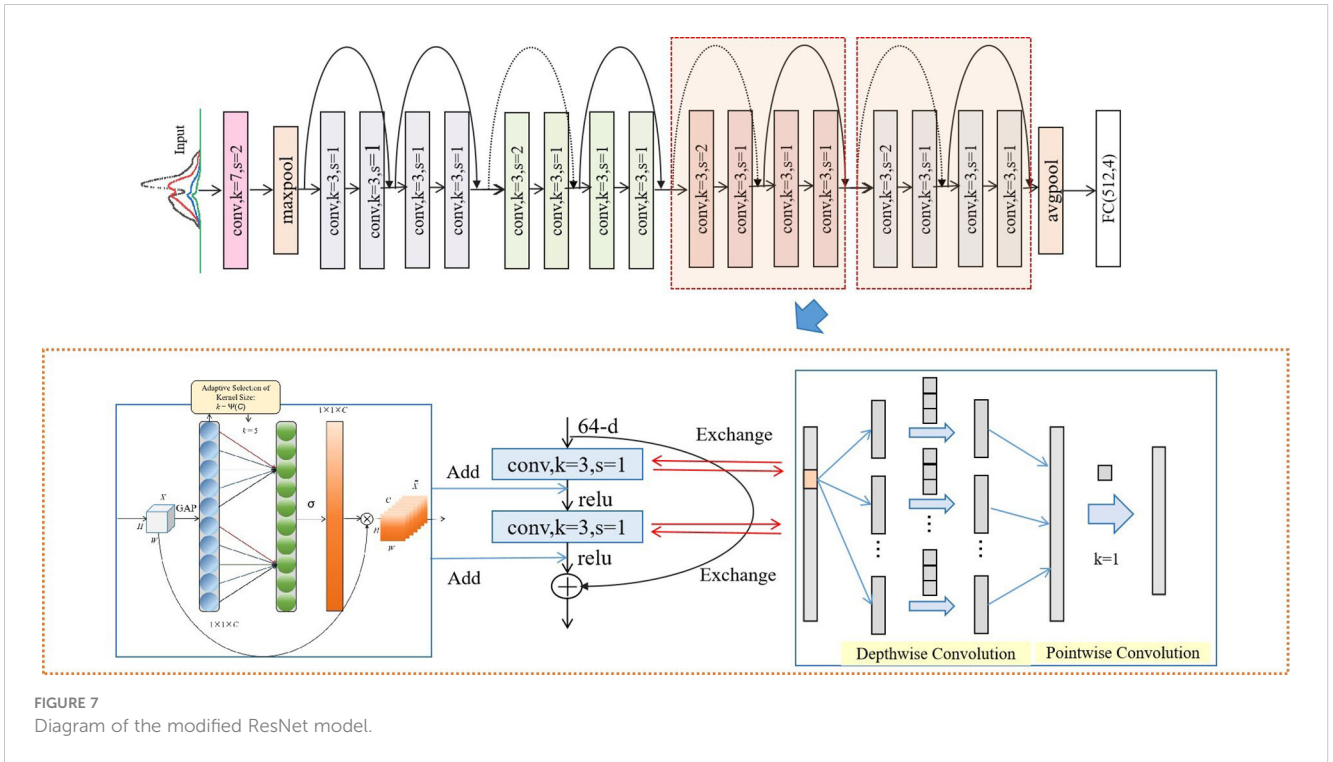 Input
conv,k=7,s=2
maxpool
conv,k=3,s=1
conv,k=3,s=1
conv,k=3,s=1
conv,k=3,s=1
conv,k=3,s=2
conv,k=3,s=1
conv,k=3,s=1
conv,k=3,s=1
conv,k=3,s=2
conv,k=3,s=1
conv,k=3,s=1
conv,k=3,s=1
conv,k=3,s=2
conv,k=3,s=1
conv,k=3,s=1
conv,k=3,s=1
avgpool
FC(512,4)
Adaptive Selection of
Kernel Size:
k = Ψ(C)
k=5
1×1×C
X
H
W
GAP
σ
C
x̃
H
W
1×1×C
Add
Add
64-d
conv,k=3,s=1
relu
conv,k=3,s=1
relu
Exchange
Exchange
k=1
Depthwise Convolution
Pointwise Convolution
FIGURE 7
Diagram of the modified ResNet model.